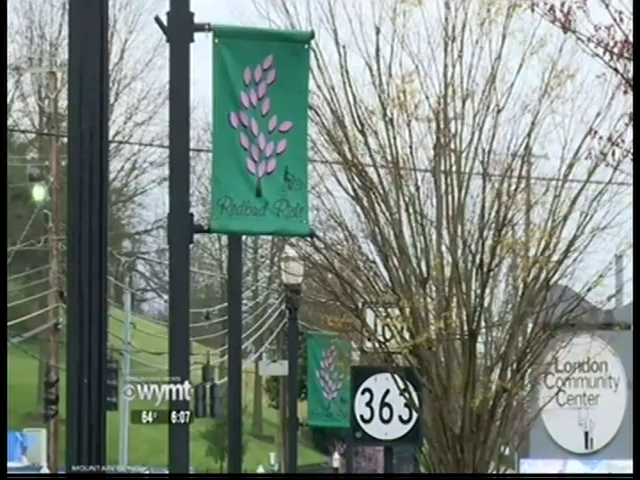 Redbud Ride
363
London
Community
Center
wymt
64° 6:07